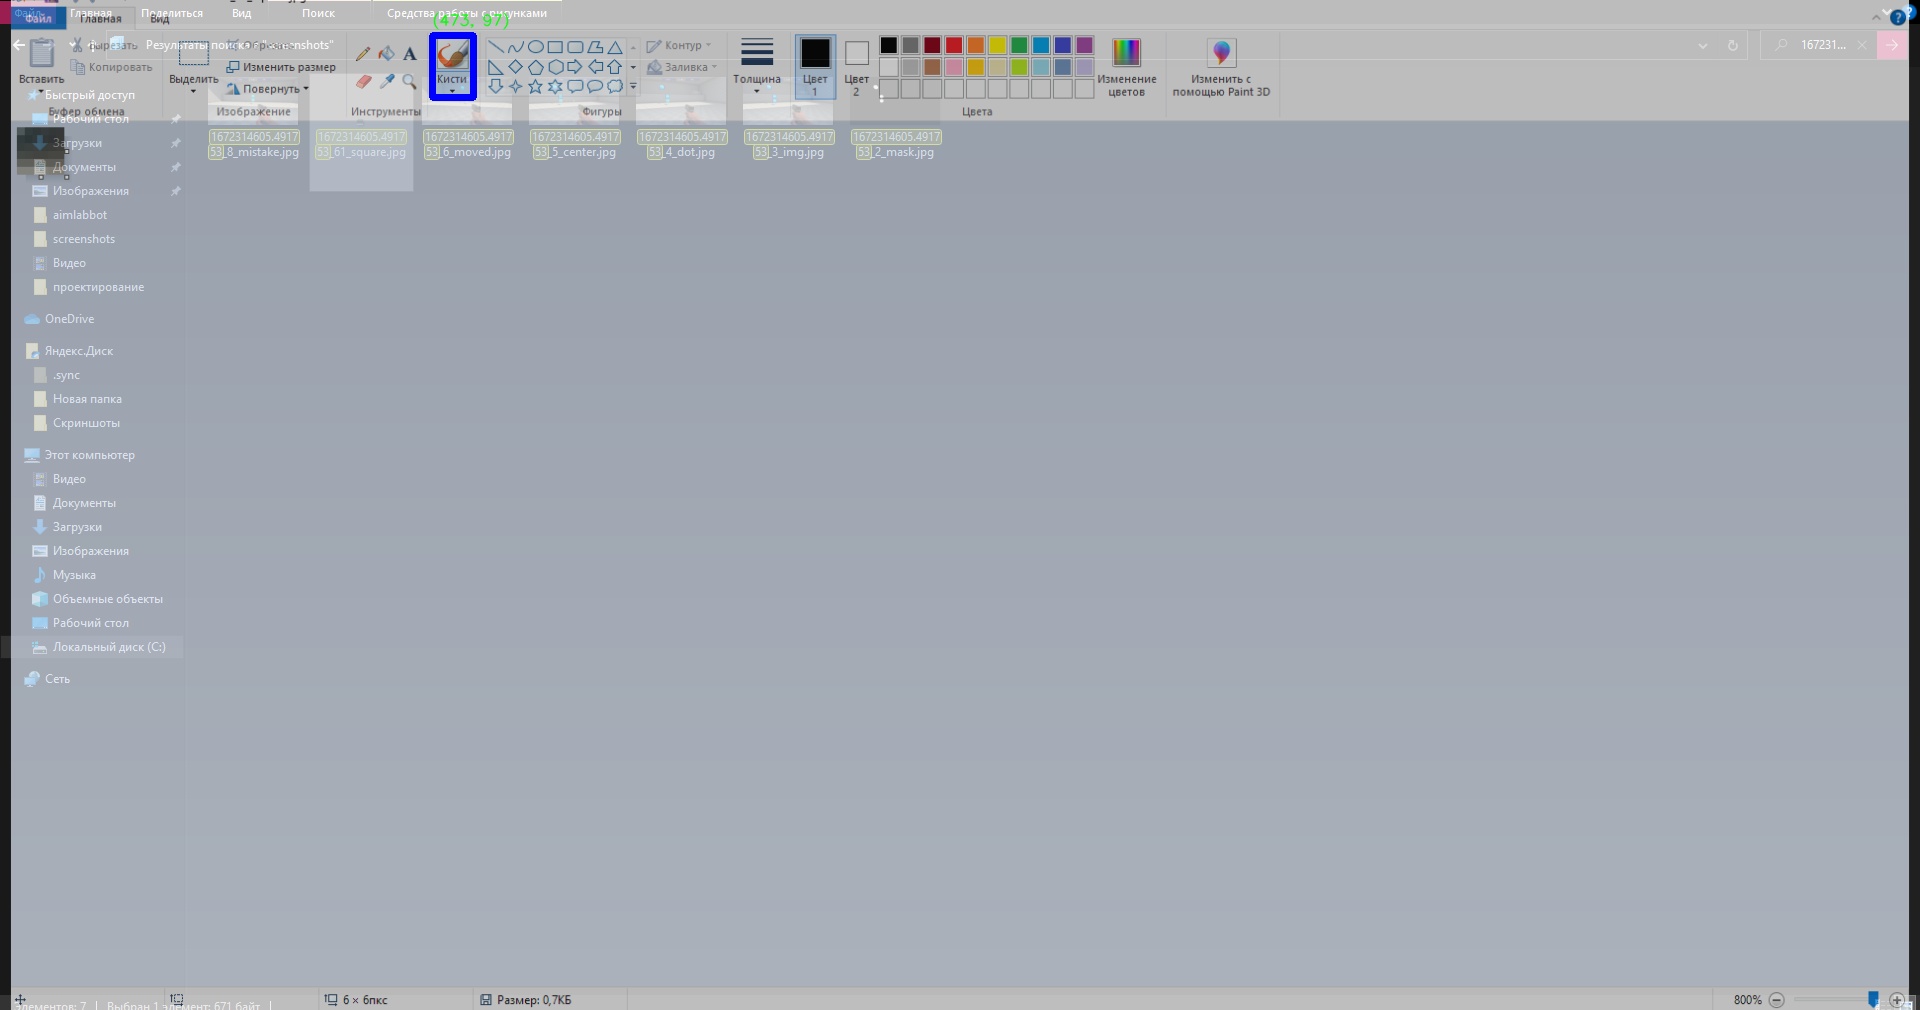 Файл Главная Вид
Файл Главная Поделиться Вид Поиск Средства работы с рисунками
(473, 97)
Результаты поиска в "screenshots"
167231...
Вставить
Вырезать
Копировать
Буфер обмена
Выделить
Изменить размер
Повернуть
Изображение
Инструменты
Кисти
Фигуры
Контур
Заливка
Толщина
Цвет
1
Цвет
2
Цвета
Изменение
цветов
Изменить с
помощью Paint 3D
Быстрый доступ
Рабочий стол
Загрузки
Документы
Изображения
aimlabbot
screenshots
Видео
проектирование
OneDrive
Яндекс.Диск
.sync
Новая папка
Скриншоты
Этот компьютер
Видео
Документы
Загрузки
Изображения
Музыка
Объемные объекты
Рабочий стол
Локальный диск (C:)
Сеть
1672314605.4917
53_8_mistake.jpg
1672314605.4917
53_61_square.jpg
1672314605.4917
53_6_moved.jpg
1672314605.4917
53_5_center.jpg
1672314605.4917
53_4_dot.jpg
1672314605.4917
53_3_img.jpg
1672314605.4917
53_2_mask.jpg
Элементов: 7 Выбран 1 элемент: 671 байт
6 × 6пкс
Размер: 0,7КБ
800%